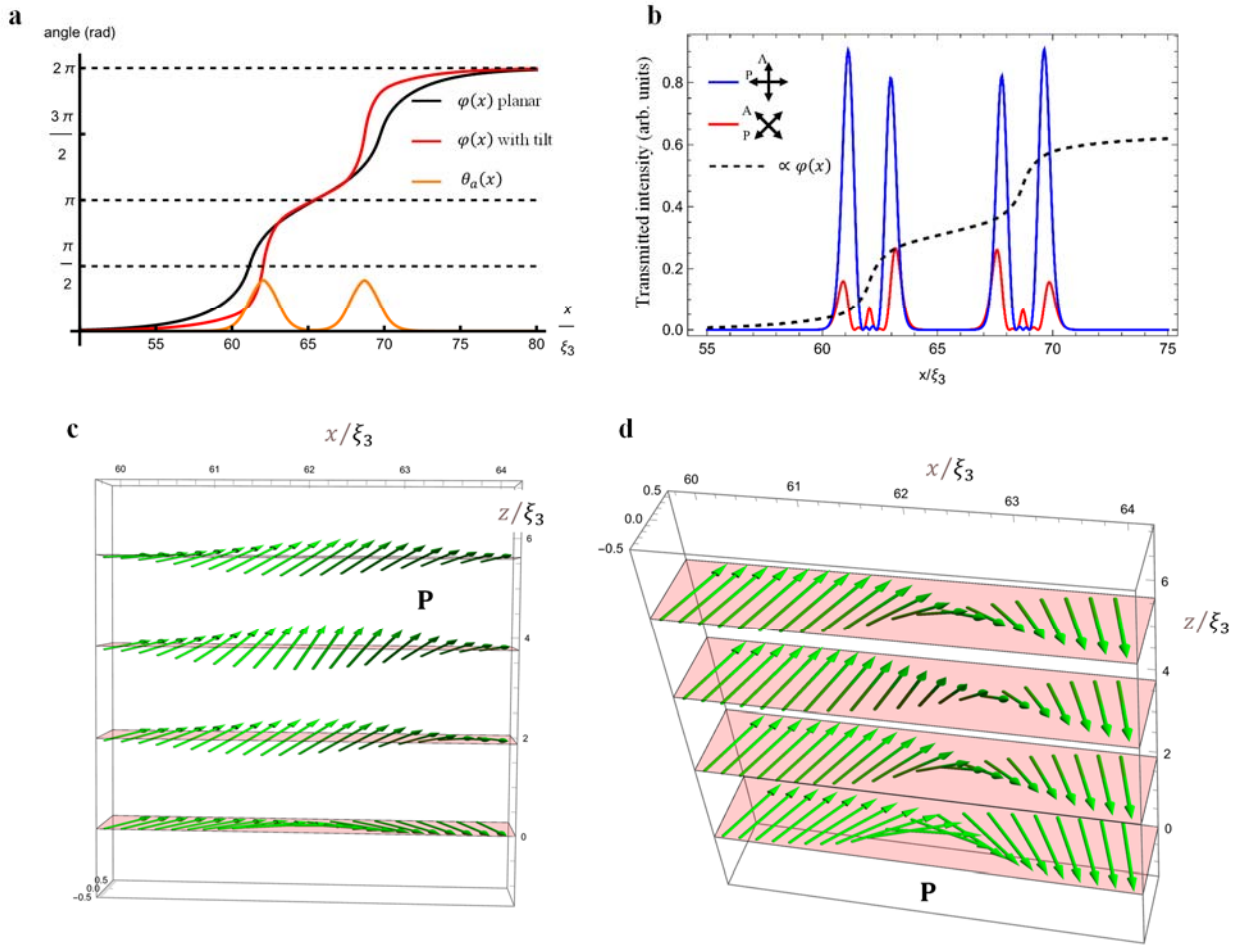 a
angle (rad)
2 π
3 π
2
π
π
2
φ(x) planar
φ(x) with tilt
θₐ(x)
55 60 65 70 75 80
x
ξ₃
b
Transmitted intensity (arb. units)
0.8
0.6
0.4
0.2
0.0
A
P
A
P
∝ φ(x)
55 60 65 70 75
x/ξ₃
c
x/ξ₃
60 61 62 63 64
z/ξ₃
6
4
2
0
P
0.5
0.0
−0.5
d
x/ξ₃
60 61 62 63 64
0.5
0.0
−0.5
6
z/ξ₃
4
2
0
P